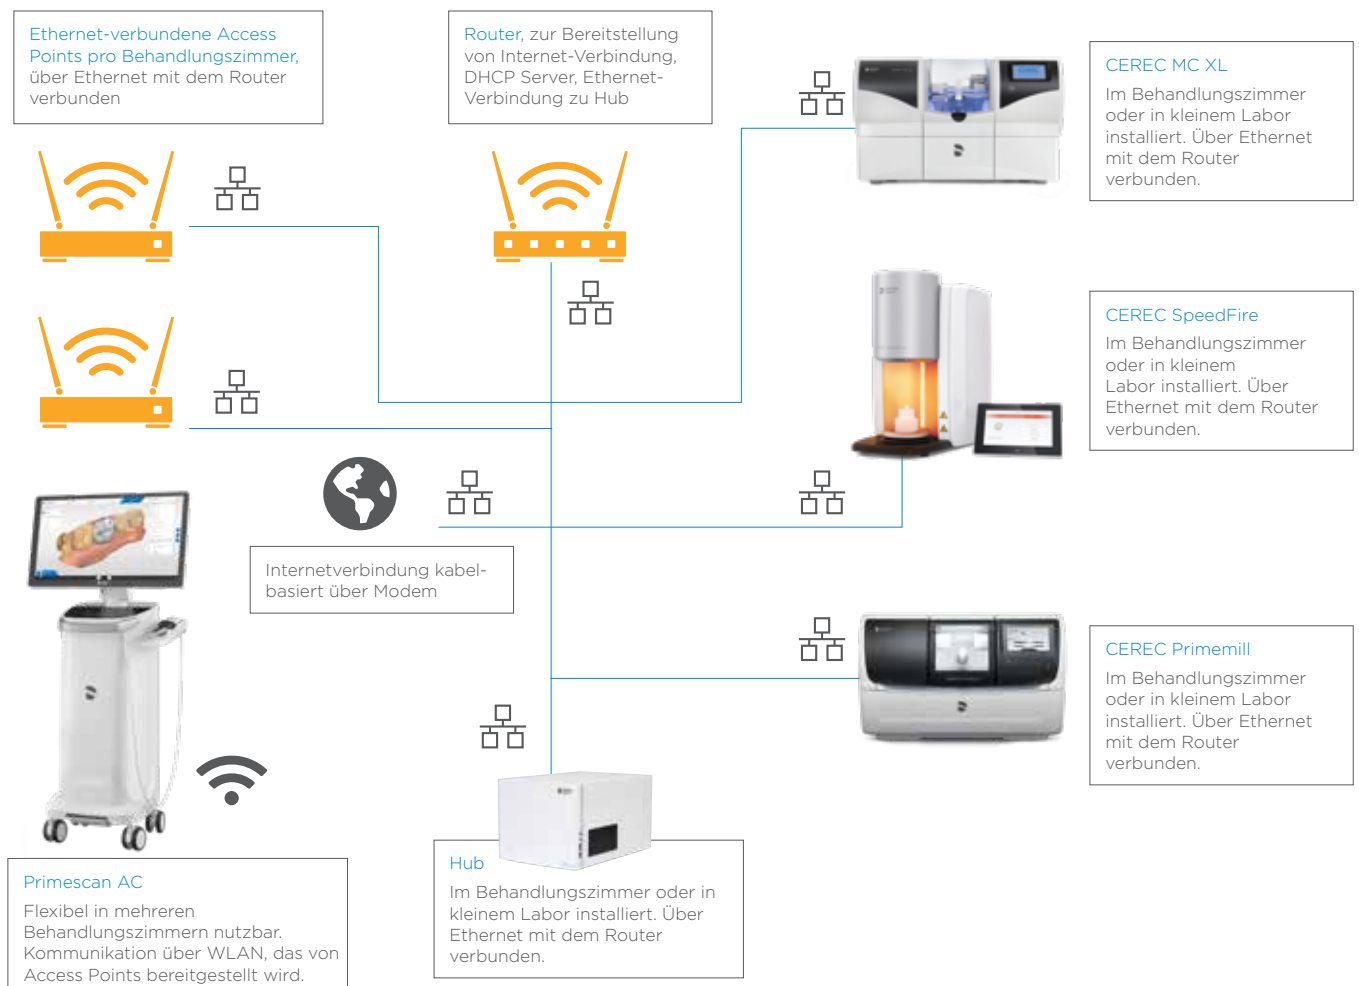 Ethernet-verbundene Access
Points pro Behandlungszimmer,
über Ethernet mit dem Router
verbunden
Router, zur Bereitstellung
von Internet-Verbindung,
DHCP Server, Ethernet-
Verbindung zu Hub
CEREC MC XL
Im Behandlungszimmer
oder in kleinem Labor
installiert. Über Ethernet
mit dem Router
verbunden.
CEREC SpeedFire
Im Behandlungszimmer
oder in kleinem
Labor installiert. Über
Ethernet mit dem Router
verbunden.
Internetverbindung kabel-
basiert über Modem
CEREC Primemill
Im Behandlungszimmer
oder in kleinem Labor
installiert. Über Ethernet
mit dem Router
verbunden.
Primescan AC
Flexibel in mehreren
Behandlungszimmern nutzbar.
Kommunikation über WLAN, das von
Access Points bereitgestellt wird.
Hub
Im Behandlungszimmer oder in
kleinem Labor installiert. Über
Ethernet mit dem Router
verbunden.